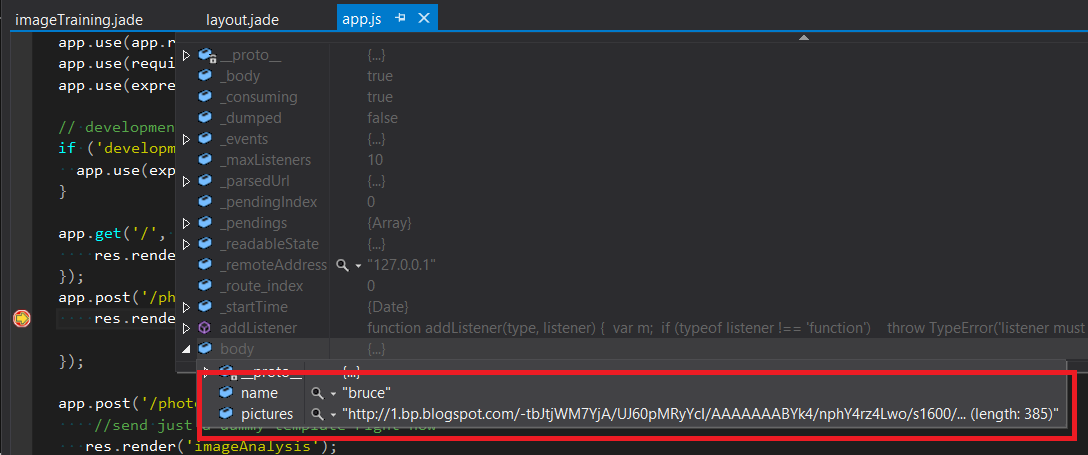 imageTraining.jade layout.jade app.js
app.use(app.r
app.use(requi
app.use(expre
// developmen
if ('developm
app.use(exp
}
app.get('/',
res.rende
});
app.post('/ph
res.rende
});
app.post('/photo
//send just a dummy template right now
res.render('imageAnalysis');
__proto__ {...}
_body true
_consuming true
_dumped false
_events {...}
_maxListeners 10
_parsedUrl {...}
_pendingIndex 0
_pendings {Array}
_readableState {...}
_remoteAddress "127.0.0.1"
_route_index 0
_startTime {Date}
addListener function addListener(type, listener) { var m; if (typeof listener !== 'function') throw TypeError('listener must
body {...}
__proto__ {...}
name "bruce"
pictures "http://1.bp.blogspot.com/-tbJtjWM7YjA/UJ60pMRyYcI/AAAAAAABYk4/nphY4rz4Lwo/s1600/... (length: 385)"